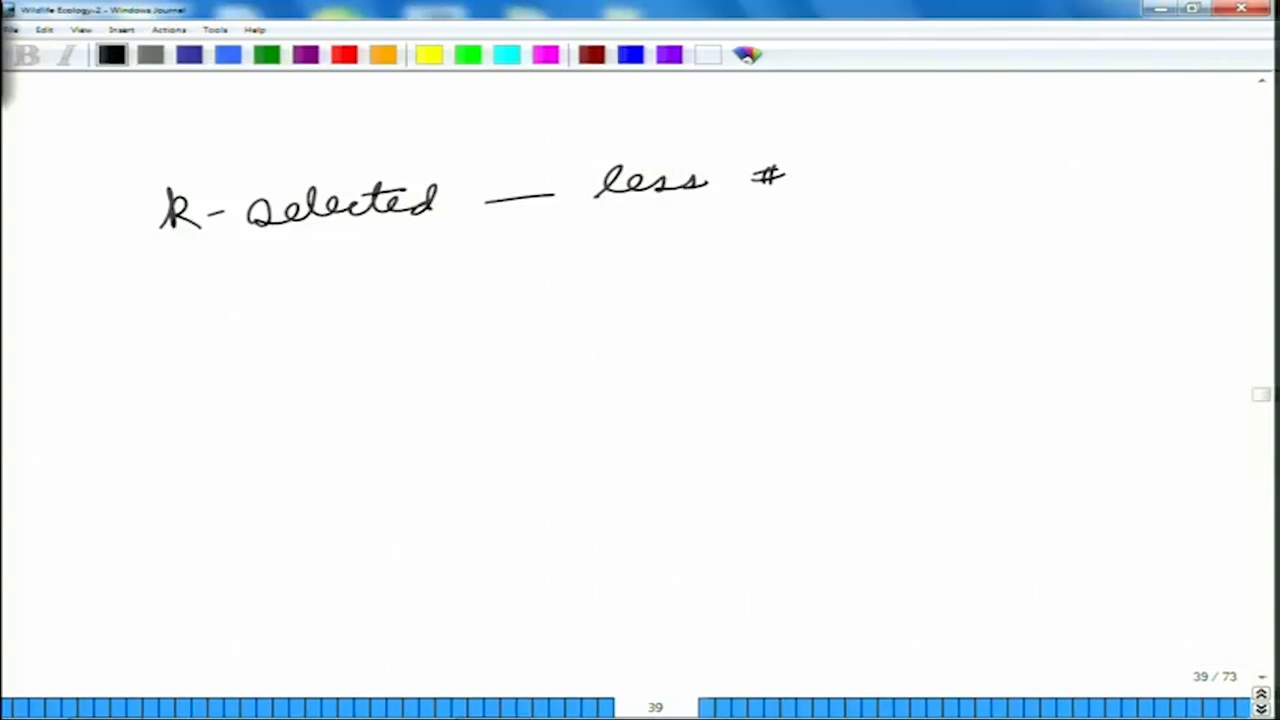 Wildlife Ecology-2 - Windows Journal
File Edit View Insert Actions Tools Help
B I
k- selected — less #
39 / 73
39